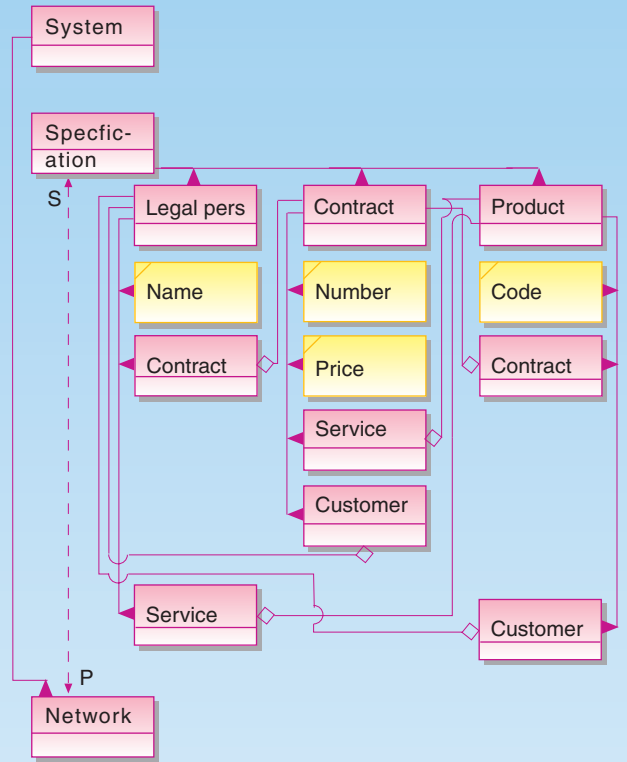 System
Specfic-
ation
S
Legal pers
Contract
Product
Name
Number
Code
Contract
Price
Contract
Service
Customer
Service
Customer
P
Network